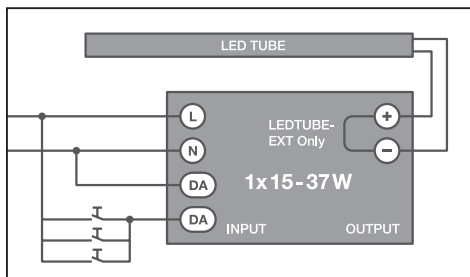 LED TUBE
L
LEDTUBE-
EXT Only
+
N
−
DA
1x15-37W
DA
INPUT
OUTPUT